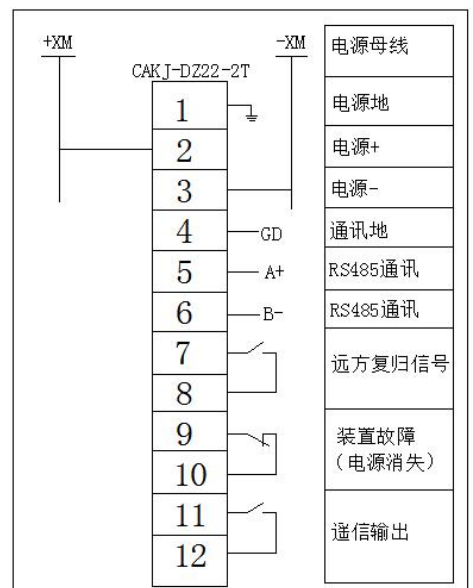 +XM
-XM
电源母线
CAKJ-DZ22-2T
1
电源地
2
电源+
3
电源-
4
GD
通讯地
5
A+
RS485通讯
6
B-
RS485通讯
7
8
远方复归信号
9
10
装置故障
（电源消失）
11
12
遥信输出